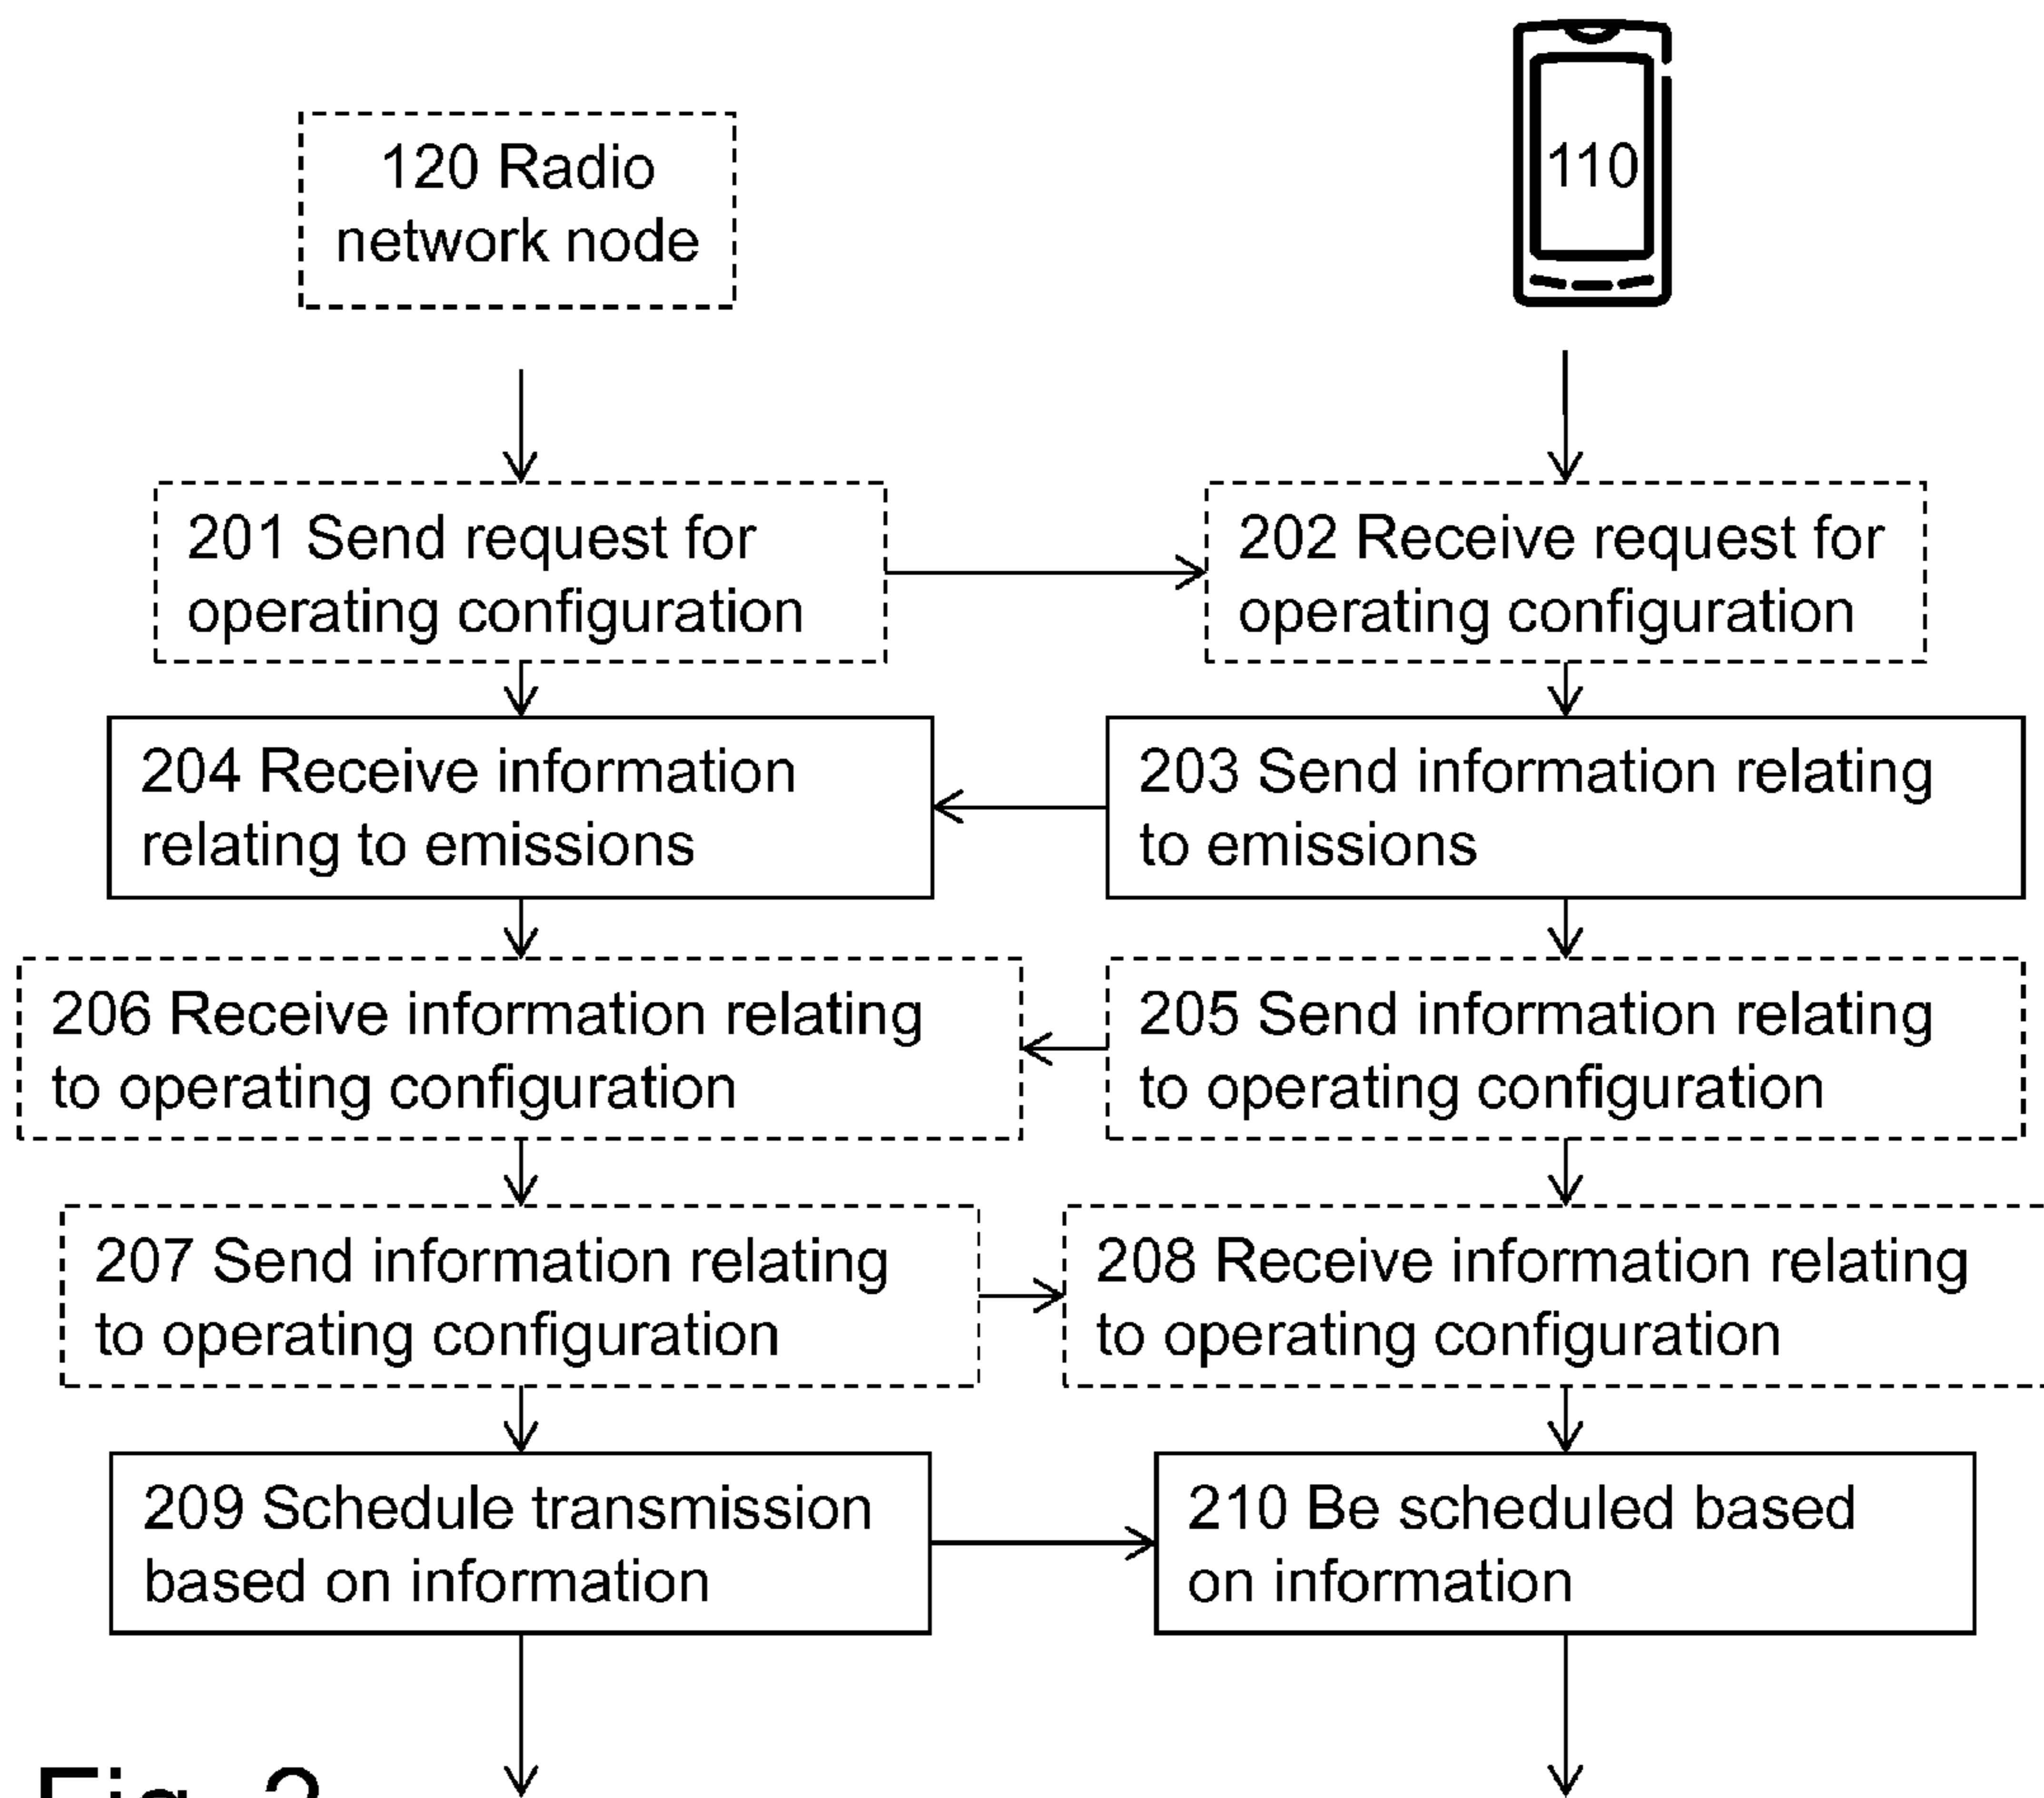 120 Radio
network node
110
201 Send request for
operating configuration
202 Receive request for
operating configuration
204 Receive information
relating to emissions
203 Send information relating
to emissions
206 Receive information relating
to operating configuration
205 Send information relating
to operating configuration
207 Send information relating
to operating configuration
208 Receive information relating
to operating configuration
209 Schedule transmission
based on information
210 Be scheduled based
on information
Fig. 2